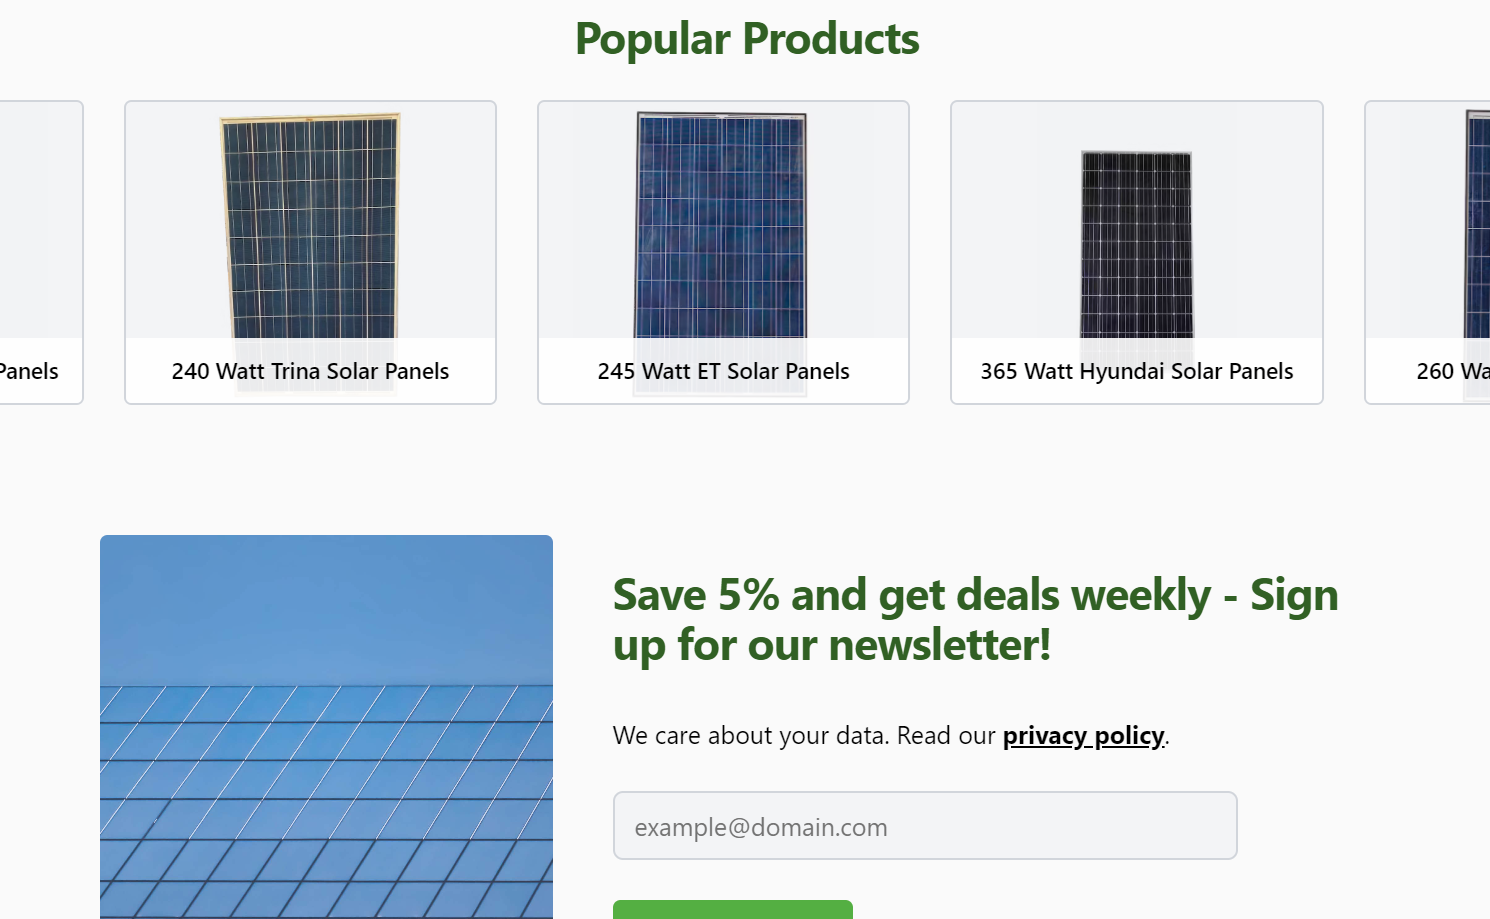 Popular Products
Panels
240 Watt Trina Solar Panels
245 Watt ET Solar Panels
365 Watt Hyundai Solar Panels
260
Save 5% and get deals weekly - Sign
up for our newsletter!
We care about your data. Read our privacy policy.
example@domain.com